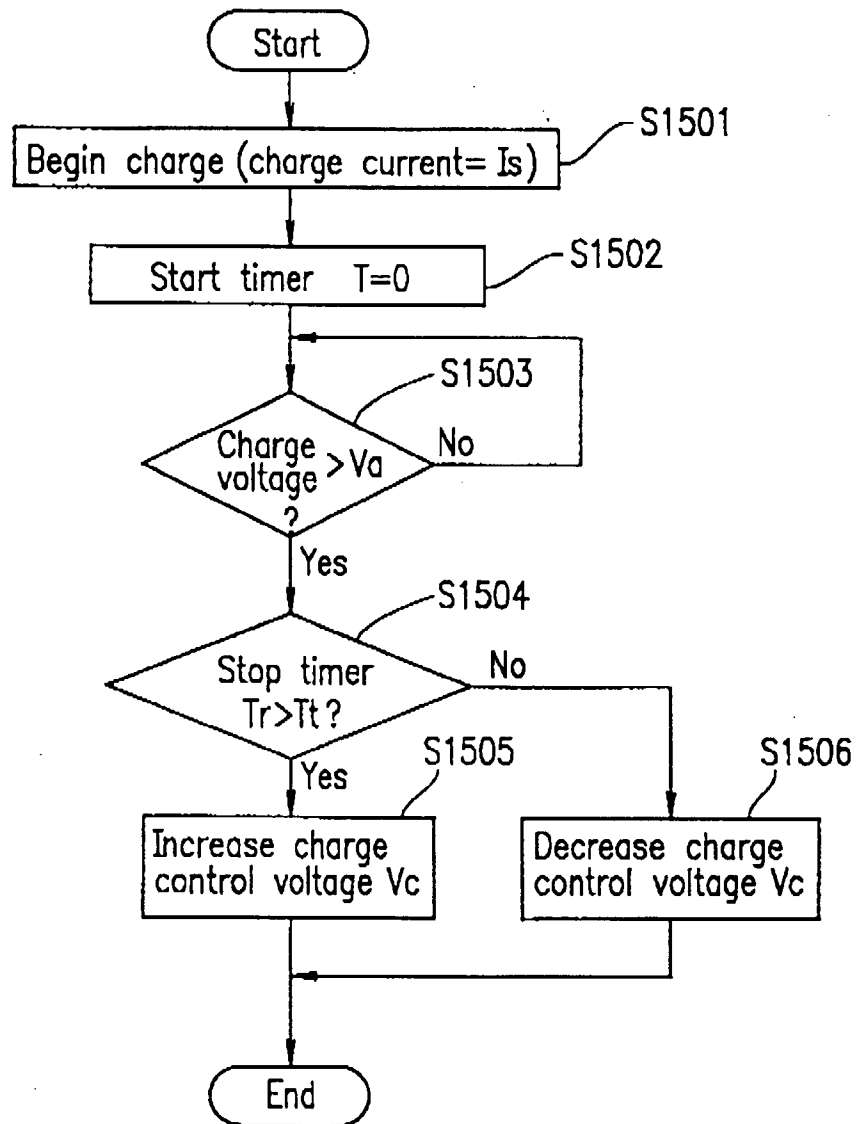 Start
S1501
Begin charge (charge current= Is)
S1502
Start timer T=0
S1503
Charge
voltage > Va
?
No
Yes
S1504
Stop timer
Tr>Tt?
No
Yes
S1505
S1506
Increase charge
control voltage Vc
Decrease charge
control voltage Vc
End